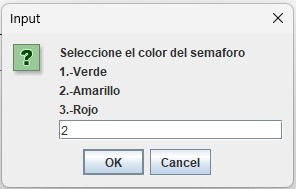 Input
Seleccione el color del semaforo
1.-Verde
2.-Amarillo
3.-Rojo
2
OK Cancel